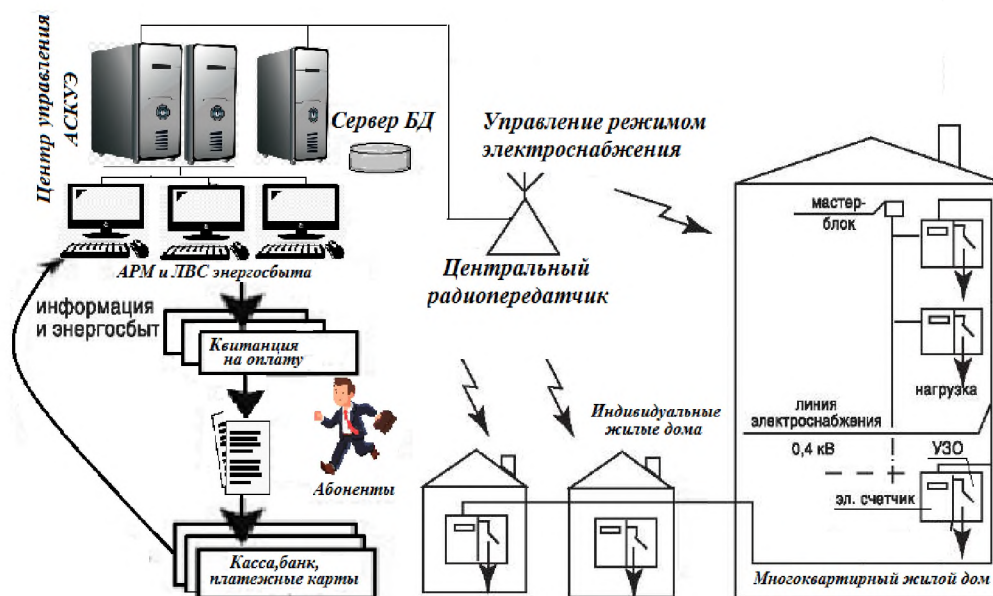 Центр управления
АСКУЭ
Сервер БД
Управление режимом
электроснабжения
АРМ и ЛВС энергосбыта
Центральный
радиопередатчик
информация
и энергосбыт
Квитанция
на оплату
Абоненты
Касса,банк,
платежные карты
Индивидуальные
жилые дома
мастер-
блок
нагрузка
линия
электроснабжения
0,4 кВ
УЗО
эл. счетчик
Многоквартирный жилой дом